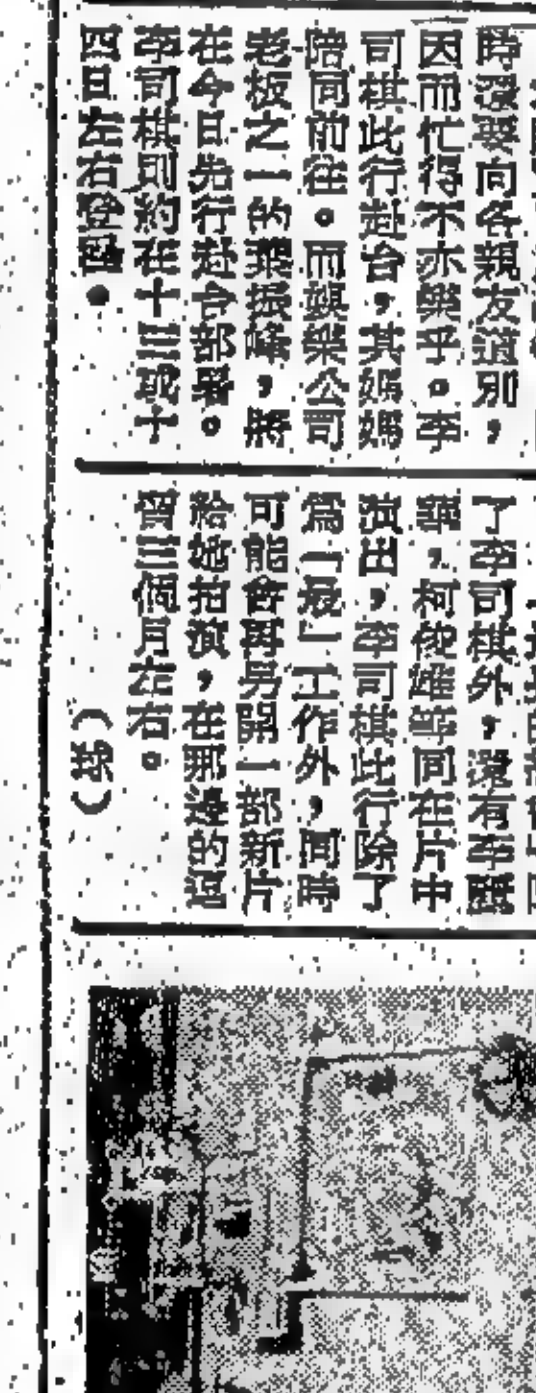 時還要向各親友道別，
因而忙得不亦樂乎。李
司棋此行赴台，其媽媽
陪同前往。而娛樂公司
老板之一的葉振峰，將
在今日先行赴台部署。
李司棋則約在十三或十
四日左右登程。
了李司棋外，還有李麗
華，柯俊雄等同在片中
演出，李司棋此行除了
爲「最」工作外，同時
可能會再另開一部新片
給她拍演，在那邊的逗
留三個月左右。
（球）